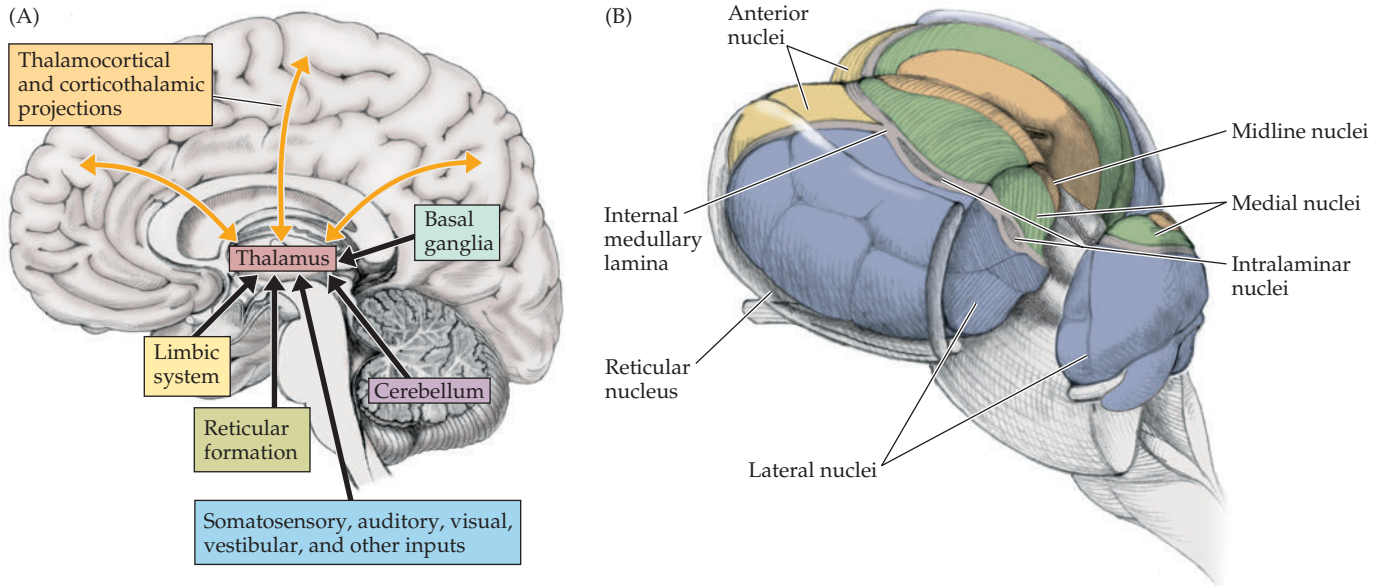 (A)
Thalamocortical
and corticothalamic
projections
Basal
ganglia
Thalamus
Limbic
system
Cerebellum
Reticular
formation
Somatosensory, auditory, visual,
vestibular, and other inputs
(B)
Anterior
nuclei
Midline nuclei
Medial nuclei
Internal
medullary
lamina
Intralaminar
nuclei
Reticular
nucleus
Lateral nuclei